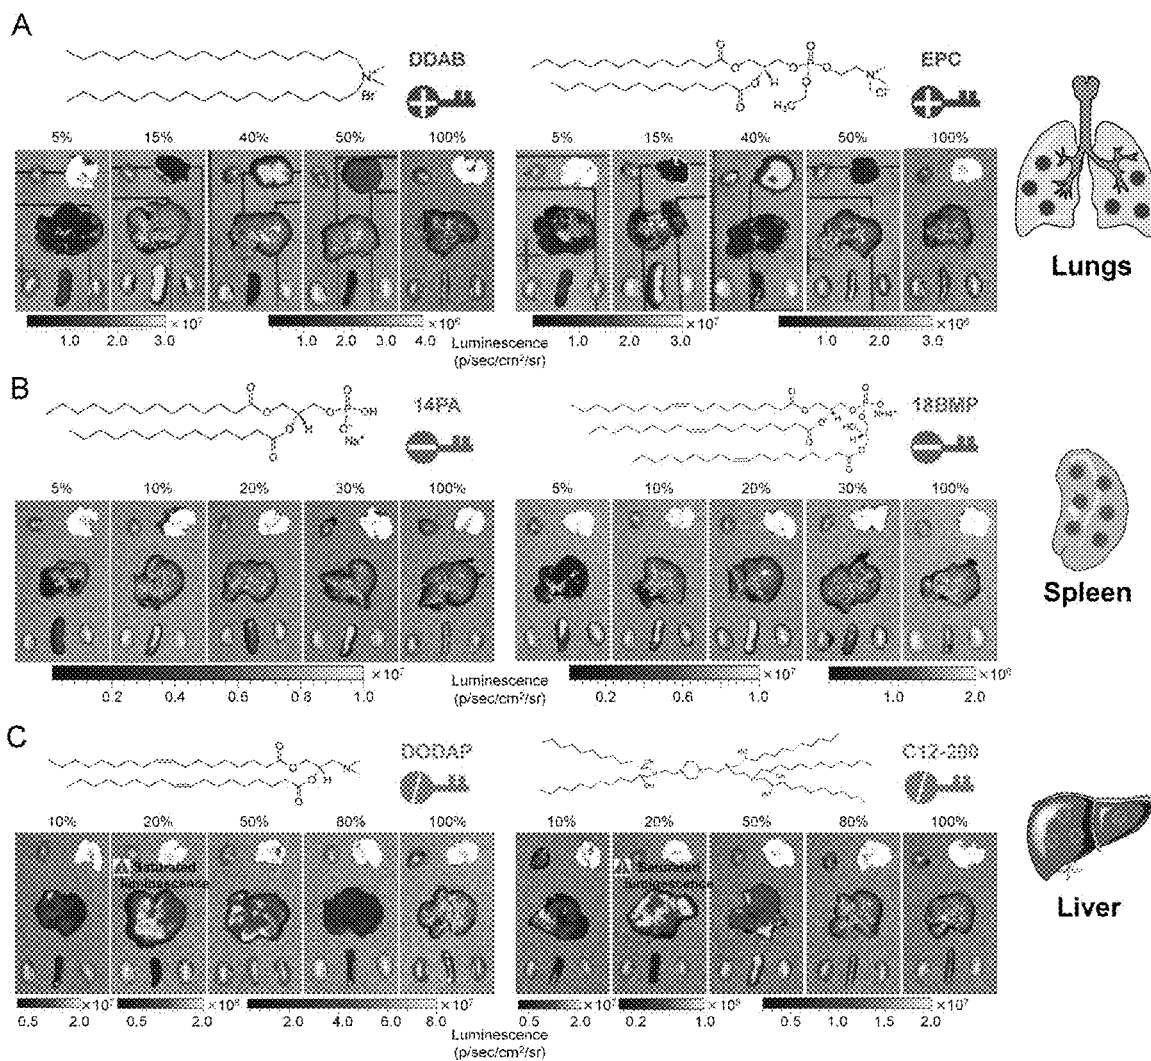 A
DDAB
EPC
N+
Br-
5% 15% 40% 50% 100%
5% 15% 40% 50% 100%
Lungs
×10⁷
1.0 2.0 3.0
×10⁶
1.0 2.0 3.0 4.0
Luminescence
(p/sec/cm²/sr)
×10⁷
1.0 2.0 3.0
×10⁶
1.0 2.0 3.0
B
14PA
18BMP
5% 10% 20% 30% 100%
5% 10% 20% 30% 100%
Spleen
×10⁷
0.2 0.4 0.6 0.8 1.0
Luminescence
(p/sec/cm²/sr)
×10⁷
0.2 0.6 1.0
×10⁶
1.0 2.0
C
DODAP
C12-200
10% 20% 50% 80% 100%
10% 20% 50% 80% 100%
Saturated
luminescence
Saturated
luminescence
Liver
×10⁷
0.5 2.0
0.5 2.0
×10⁷
2.0 4.0 6.0 8.0
Luminescence
(p/sec/cm²/sr)
×10⁷
0.5 2.0
0.2 1.0
×10⁷
0.5 1.0 1.5 2.0